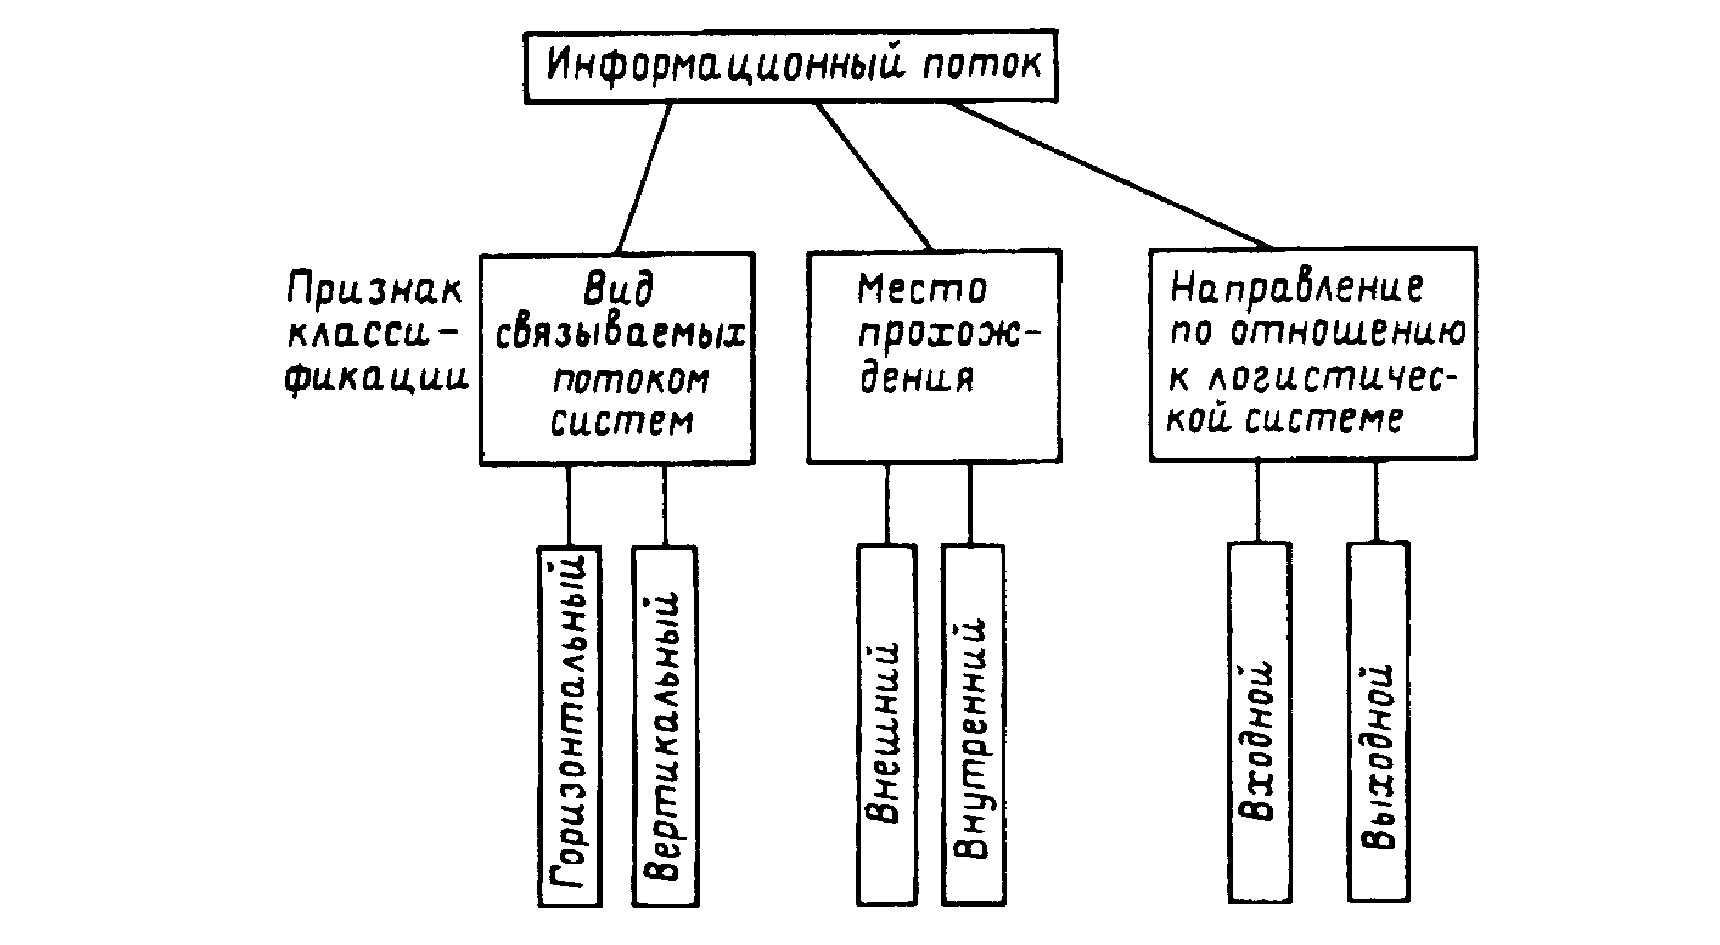 Информационный поток
Признак
класси-
фикации
Вид
связываемых
потоком
систем
Место
прохож-
дения
Направление
по отношению
к логистичес-
кой системе
Горизонтальный
Вертикальный
Внешний
Внутренний
Входной
Выходной